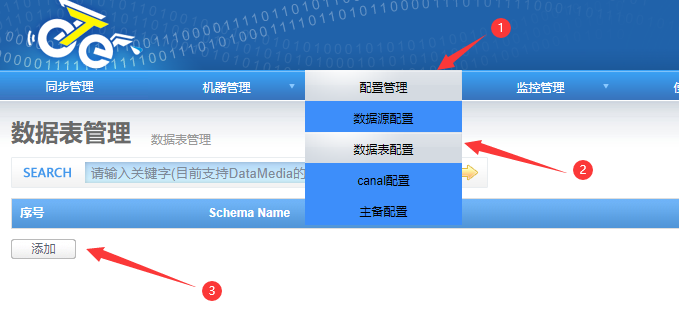 1
同步管理 机器管理 配置管理 监控管理
数据源配置
数据表管理 数据表管理 数据表配置
2
SEARCH 请输入关键字(目前支持DataMedia的
canal配置
序号 Schema Name 主备配置
添加
3